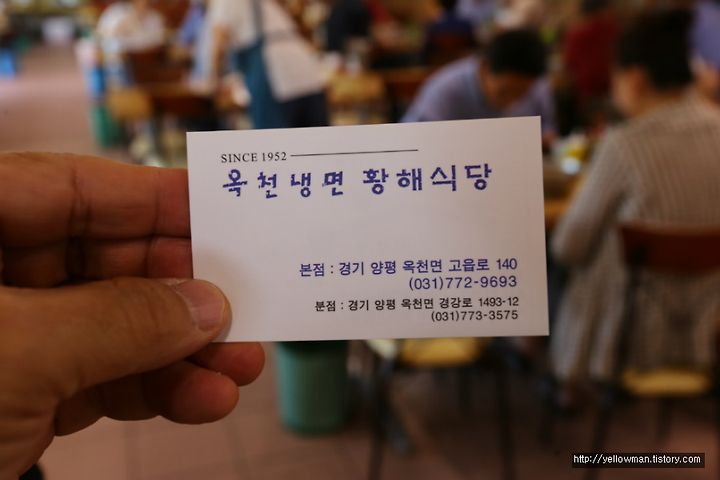 SINCE 1952
옥천냉면 황해식당
본점 : 경기 양평 옥천면 고읍로 140
(031)772-9693
분점 : 경기 양평 옥천면 경강로 1493-12
(031)773-3575
http://yellowman.tistory.com